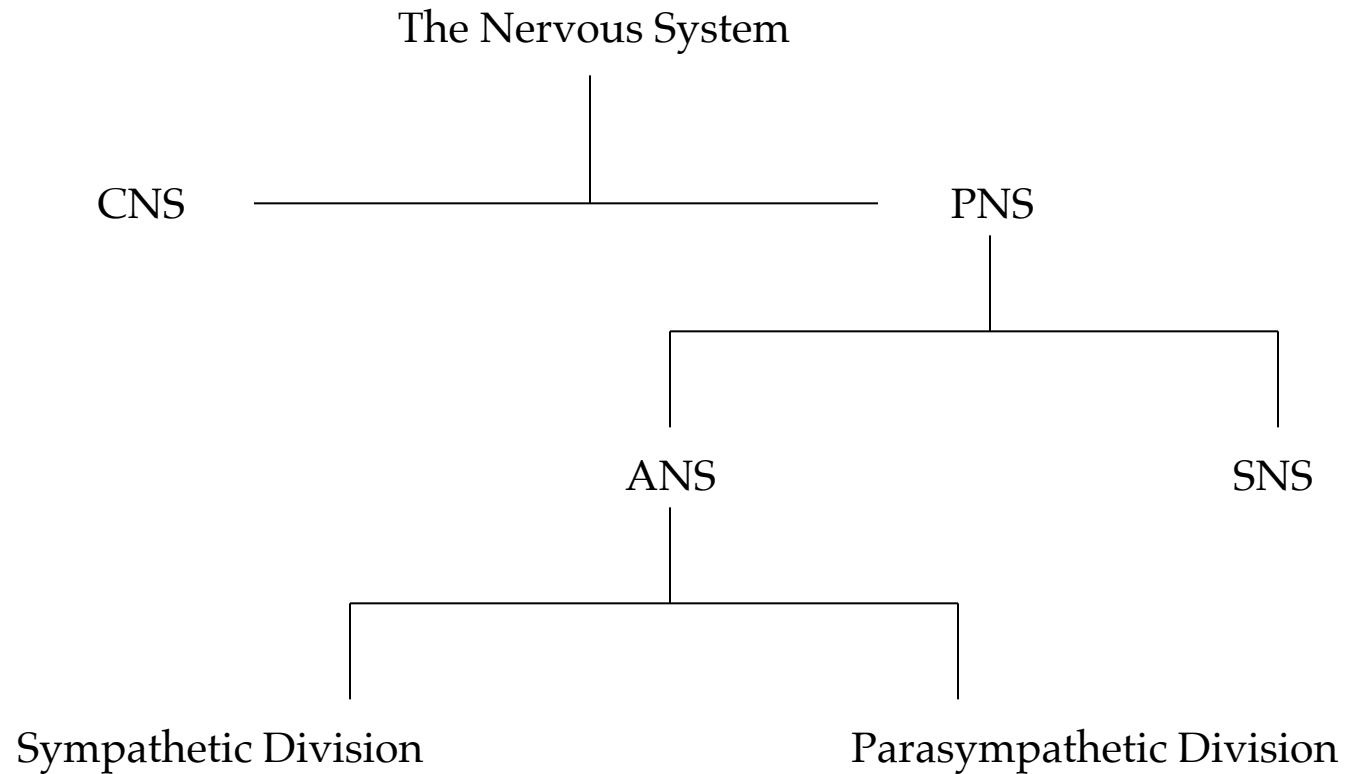 The Nervous System
CNS
PNS
ANS
SNS
Sympathetic Division
Parasympathetic Division